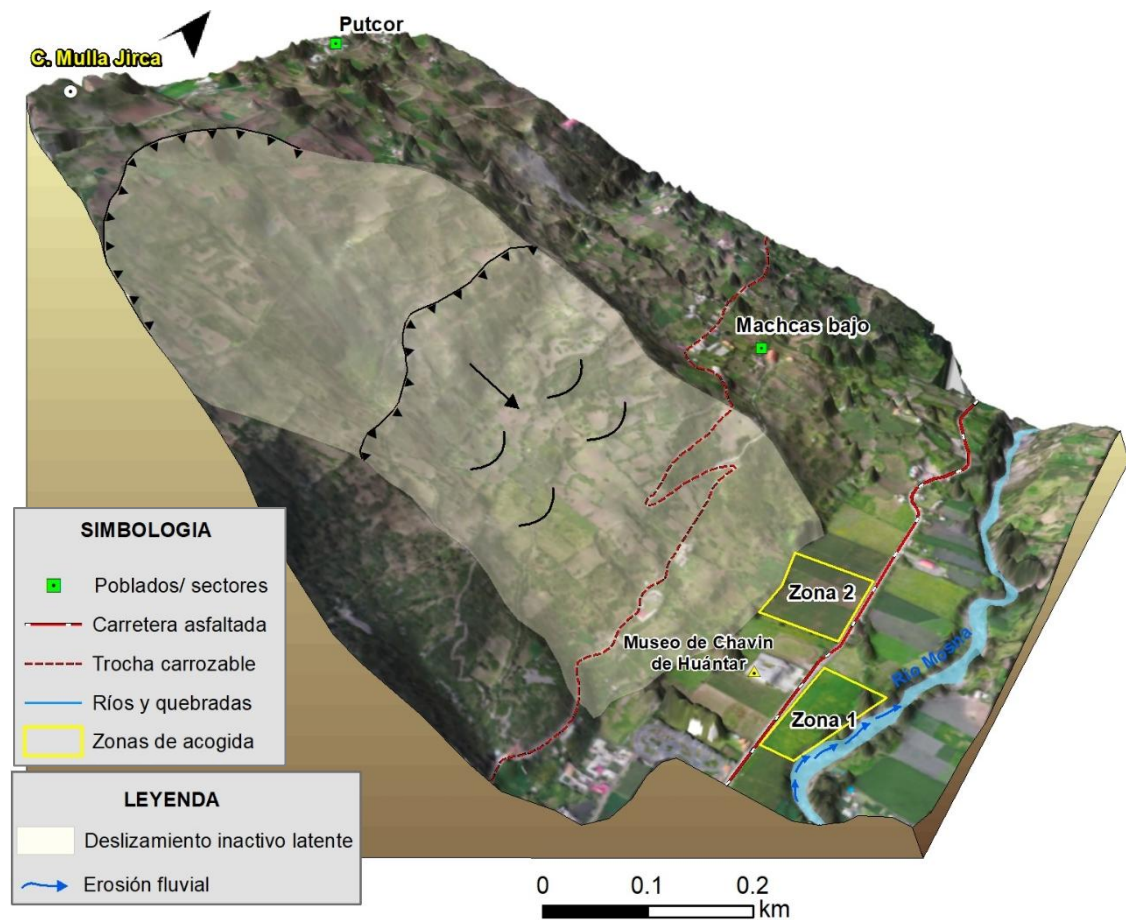 Putcor
C. Mulla Jirca
Machcas bajo
Zona 2
Museo de Chavín
de Huántar
Río Mosna
Zona 1
SIMBOLOGIA
Poblados/ sectores
Carretera asfaltada
Trocha carrozable
Ríos y quebradas
Zonas de acogida
LEYENDA
Deslizamiento inactivo latente
Erosión fluvial
0 0.1 0.2
km